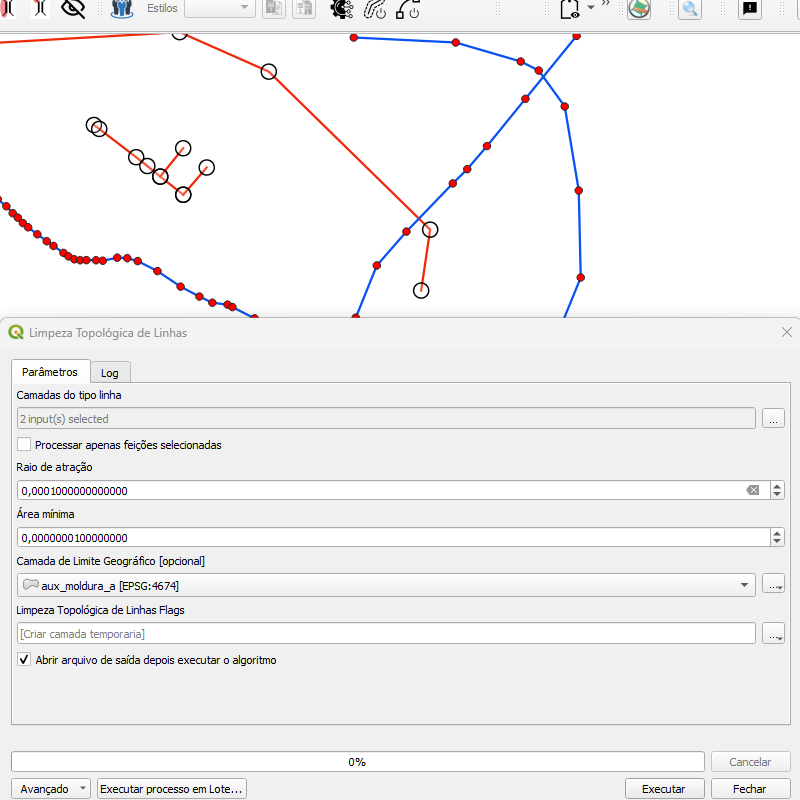 Estilos
Limpeza Topológica de Linhas
Parâmetros
Log
Camadas do tipo linha
2 input(s) selected
...
Processar apenas feições selecionadas
Raio de atração
0,0001000000000000
Área mínima
0,0000000100000000
Camada de Limite Geográfico [opcional]
aux_moldura_a [EPSG:4674]
...
Limpeza Topológica de Linhas Flags
[Criar camada temporaria]
...
Abrir arquivo de saída depois executar o algoritmo
0%
Cancelar
Avançado
Executar processo em Lote...
Executar
Fechar